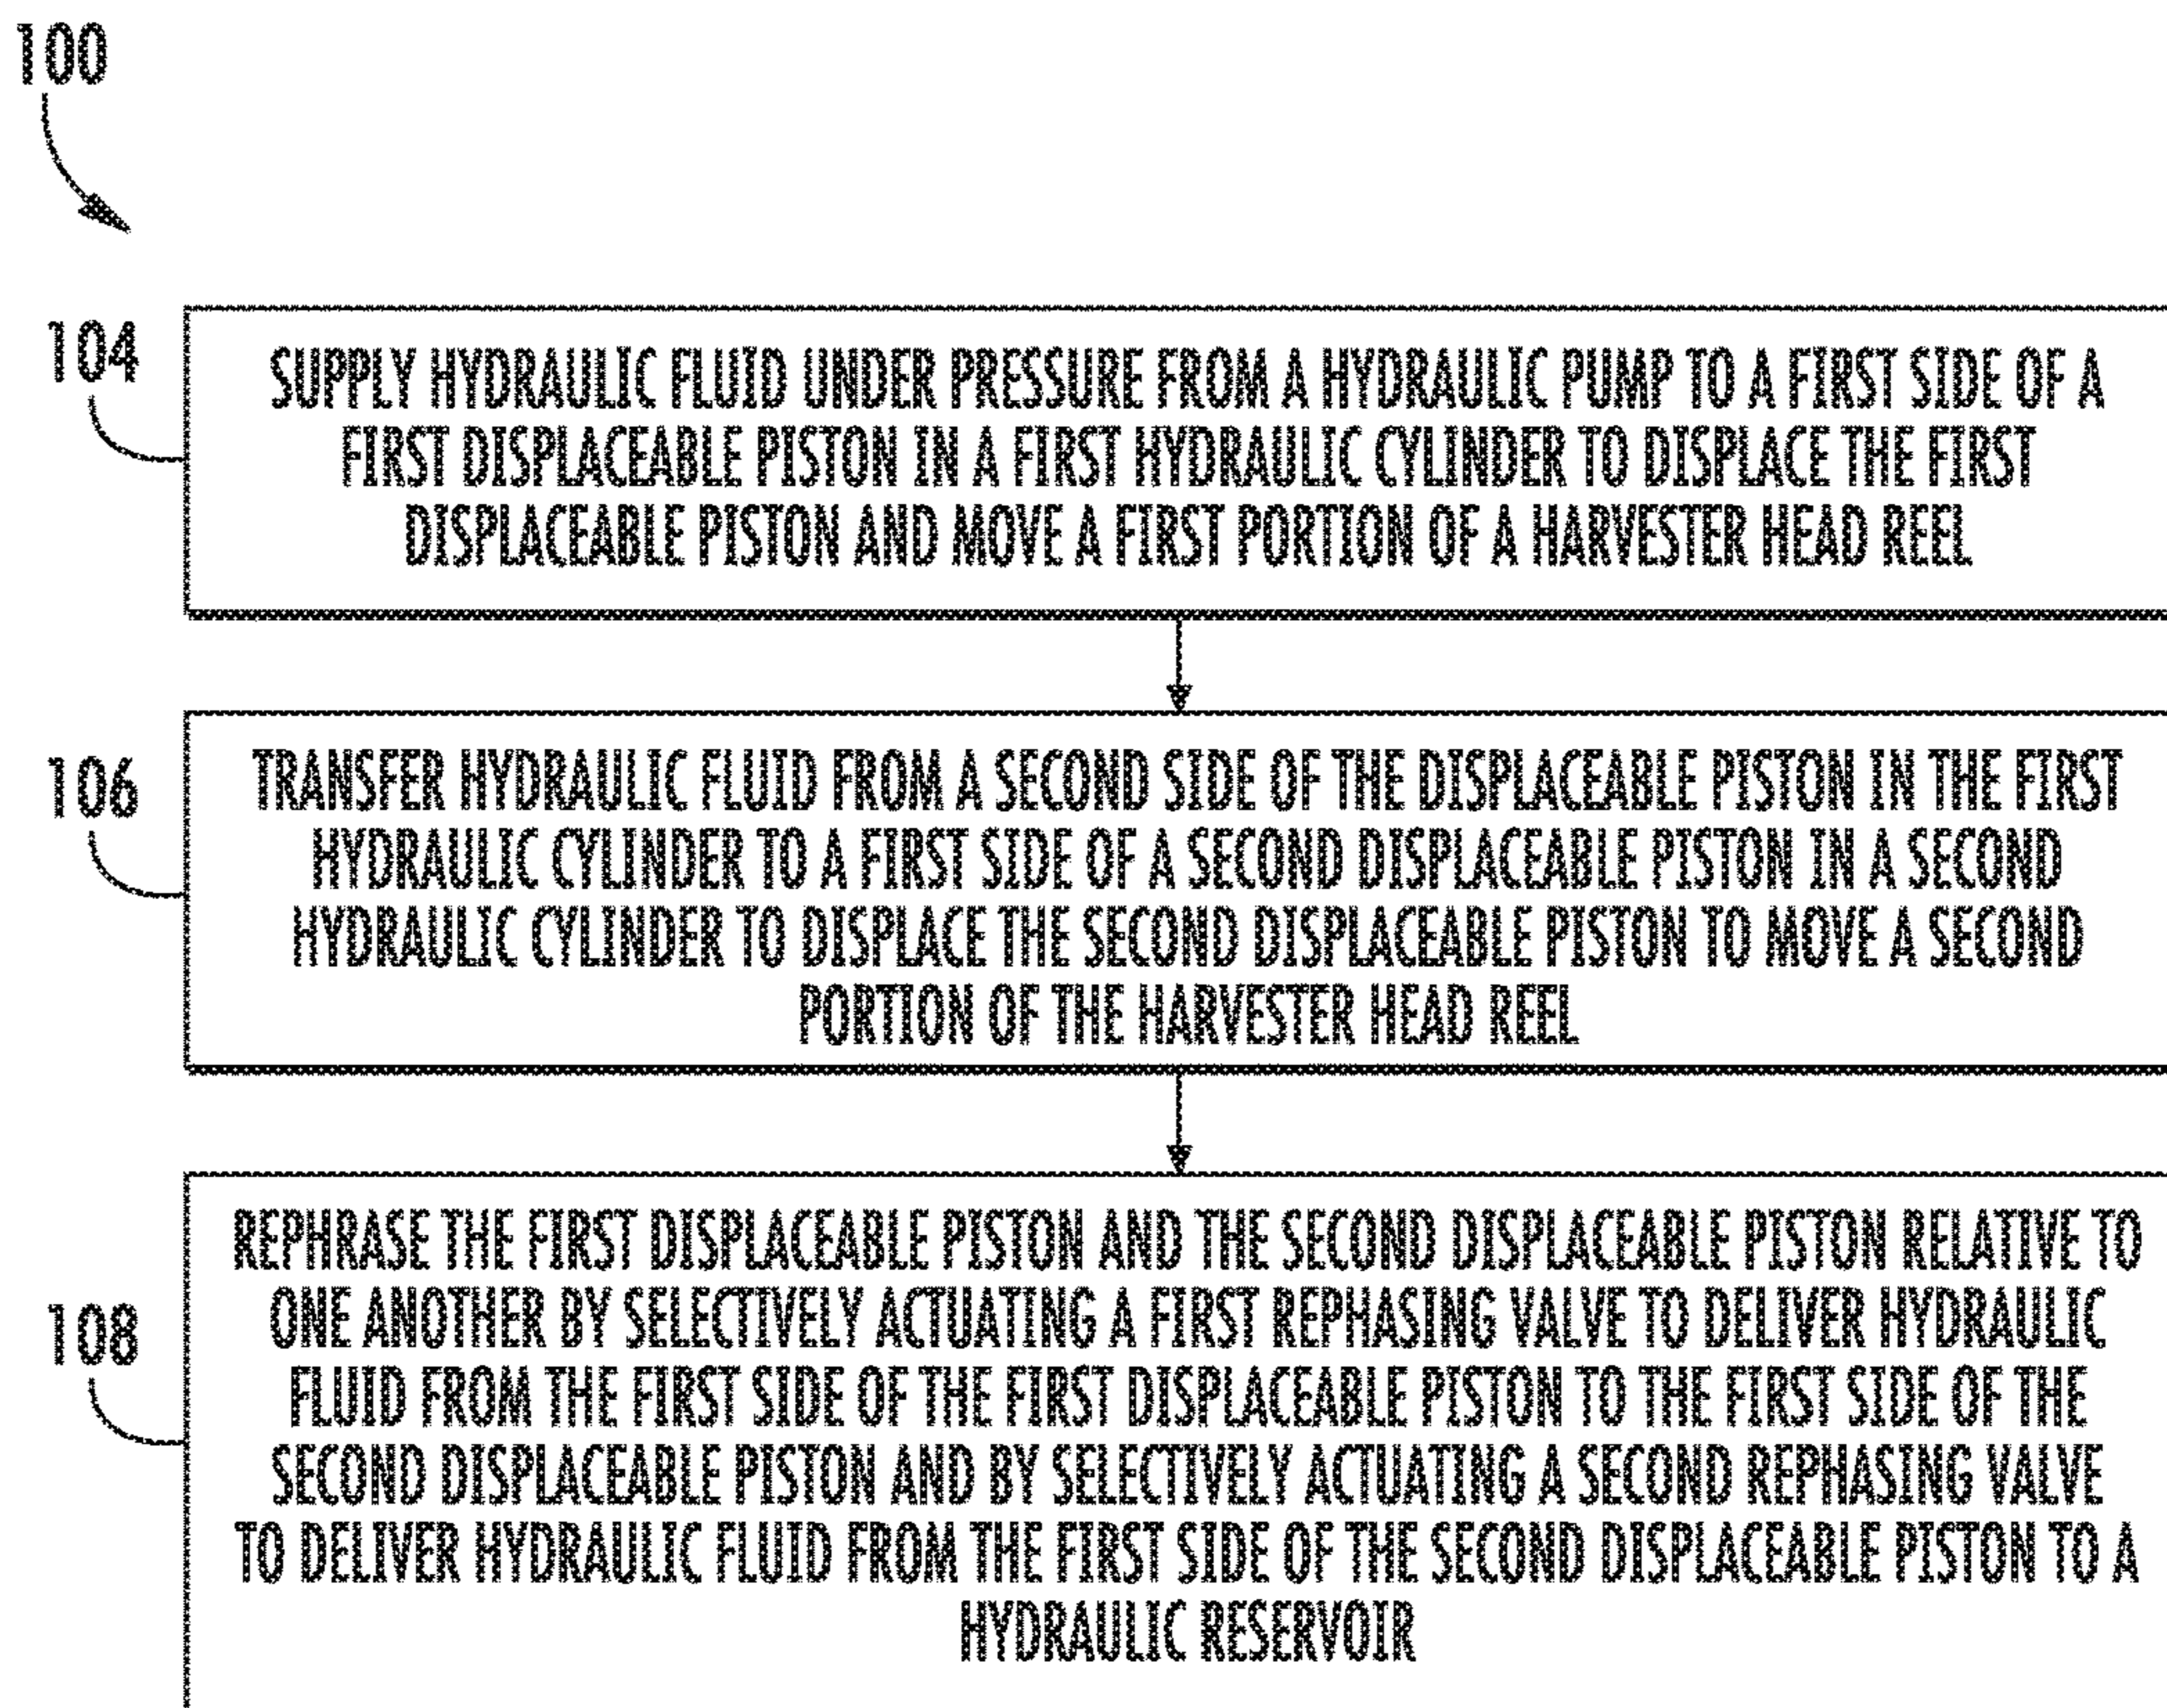 100
104
SUPPLY HYDRAULIC FLUID UNDER PRESSURE FROM A HYDRAULIC PUMP TO A FIRST SIDE OF A
FIRST DISPLACEABLE PISTON IN A FIRST HYDRAULIC CYLINDER TO DISPLACE THE FIRST
DISPLACEABLE PISTON AND MOVE A FIRST PORTION OF A HARVESTER HEAD REEL
106
TRANSFER HYDRAULIC FLUID FROM A SECOND SIDE OF THE DISPLACEABLE PISTON IN THE FIRST
HYDRAULIC CYLINDER TO A FIRST SIDE OF A SECOND DISPLACEABLE PISTON IN A SECOND
HYDRAULIC CYLINDER TO DISPLACE THE SECOND DISPLACEABLE PISTON TO MOVE A SECOND
PORTION OF THE HARVESTER HEAD REEL
108
REPHRASE THE FIRST DISPLACEABLE PISTON AND THE SECOND DISPLACEABLE PISTON RELATIVE TO
ONE ANOTHER BY SELECTIVELY ACTUATING A FIRST REPHASING VALVE TO DELIVER HYDRAULIC
FLUID FROM THE FIRST SIDE OF THE FIRST DISPLACEABLE PISTON TO THE FIRST SIDE OF THE
SECOND DISPLACEABLE PISTON AND BY SELECTIVELY ACTUATING A SECOND REPHASING VALVE
TO DELIVER HYDRAULIC FLUID FROM THE FIRST SIDE OF THE SECOND DISPLACEABLE PISTON TO A
HYDRAULIC RESERVOIR